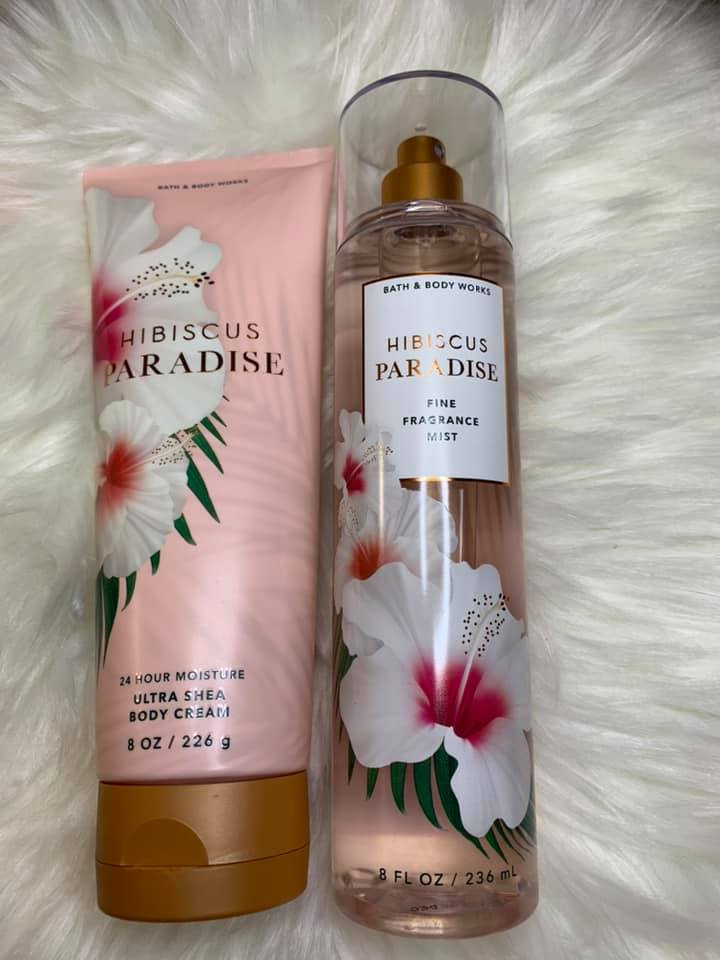 BATH & BODY WORKS
HIBISCUS
PARADISE
24 HOUR MOISTURE
ULTRA SHEA
BODY CREAM
8 OZ / 226 g
BATH & BODY WORKS
HIBISCUS
PARADISE
FINE
FRAGRANCE
MIST
8 FL OZ / 236 mL